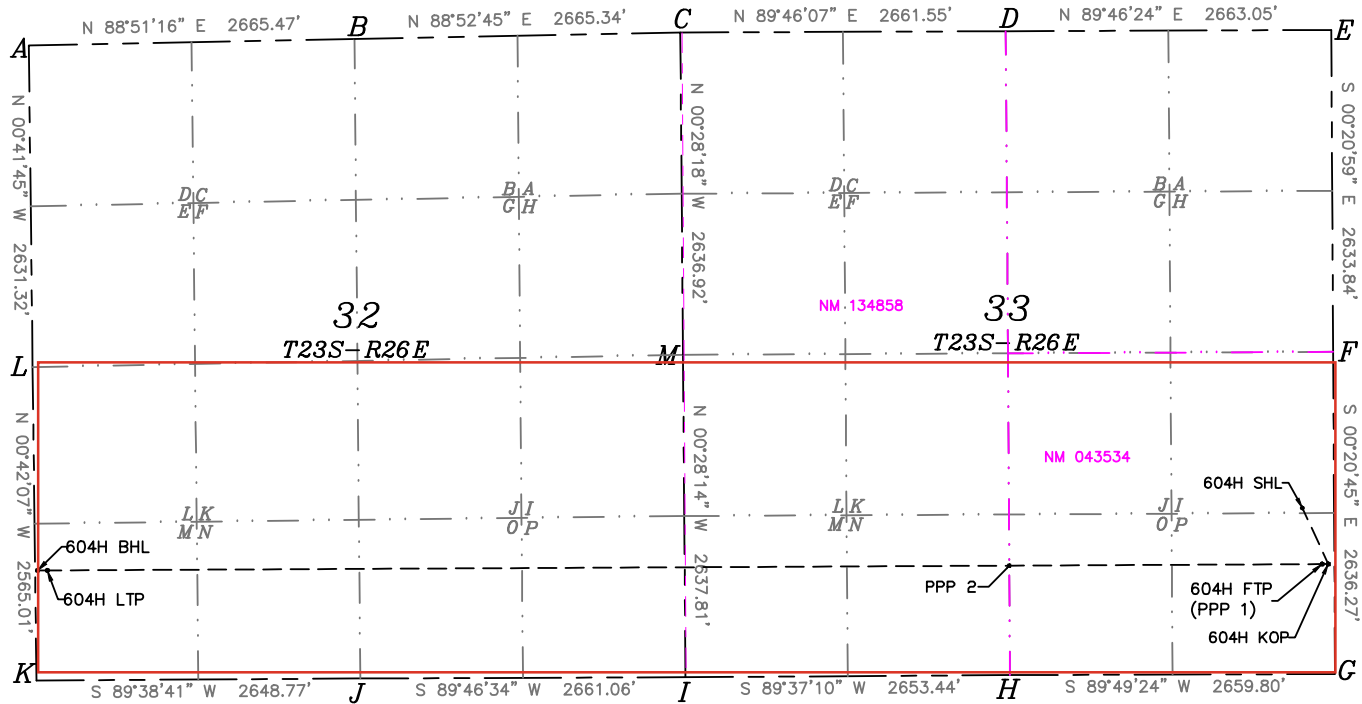 N 88°51'16" E 2665.47'
N 88°52'45" E 2665.34'
N 89°46'07" E 2661.55'
N 89°46'24" E 2663.05'
A
B
C
D
E
N 00°41'45" W 2631.32'
N 00°28'18" W 2636.92'
S 00°20'59" E 2633.84'
D C
E F
B A
G H
D C
E F
B A
G H
NM 134858
32
T23S-R26E
33
T23S-R26E
L
M
F
N 00°42'07" W 2565.01'
N 00°28'14" W 2637.81'
S 00°20'45" E 2636.27'
NM 043534
604H SHL
L K
M N
J I
O P
L K
M N
J I
O P
604H BHL
604H LTP
PPP 2
604H FTP
(PPP 1)
604H KOP
K
J
I
H
G
S 89°38'41" W 2648.77'
S 89°46'34" W 2661.06'
S 89°37'10" W 2653.44'
S 89°49'24" W 2659.80'